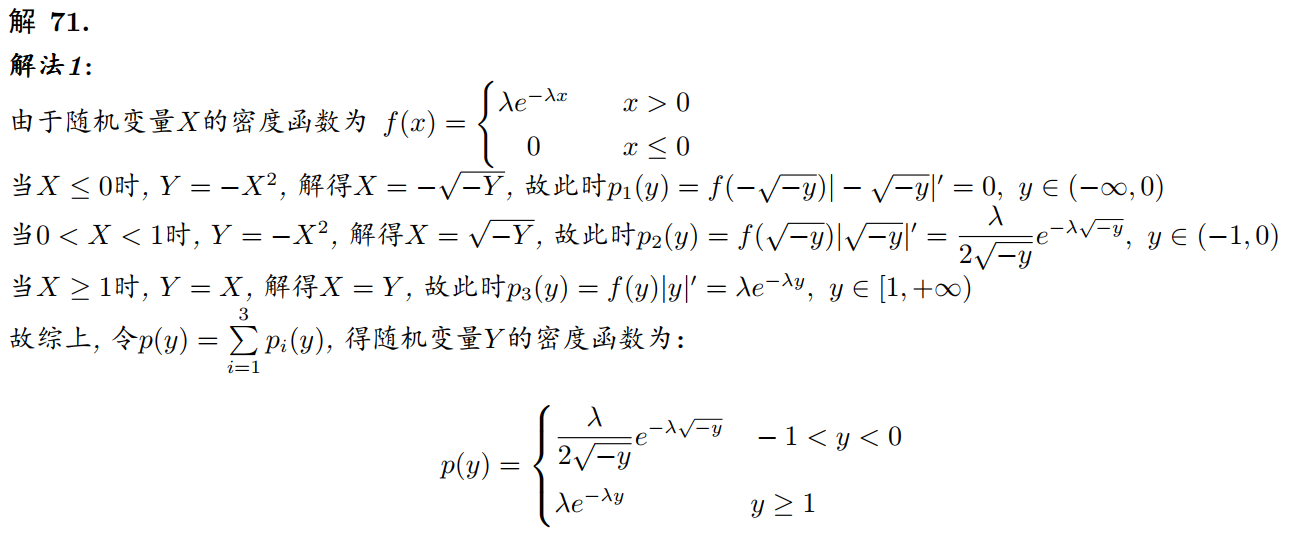 解 71.
解法1:
由于随机变量X的密度函数为 f(x) = { λe^{−λx}  x > 0
0  x ≤ 0
当X ≤ 0时, Y = −X², 解得X = −√(−Y), 故此时p₁(y) = f(−√(−y))| − √(−y)|′ = 0, y ∈ (−∞, 0)
当0 < X < 1时, Y = −X², 解得X = √(−Y), 故此时p₂(y) = f(√(−y))|√(−y)|′ = λ/(2√(−y)) e^{−λ√(−y)}, y ∈ (−1, 0)
当X ≥ 1时, Y = X, 解得X = Y, 故此时p₃(y) = f(y)|y|′ = λe^{−λy}, y ∈ [1, +∞)
故综上, 令p(y) = ∑_{i=1}^{3} pᵢ(y), 得随机变量Y的密度函数为:
p(y) = { λ/(2√(−y)) e^{−λ√(−y)}  − 1 < y < 0
λe^{−λy}  y ≥ 1